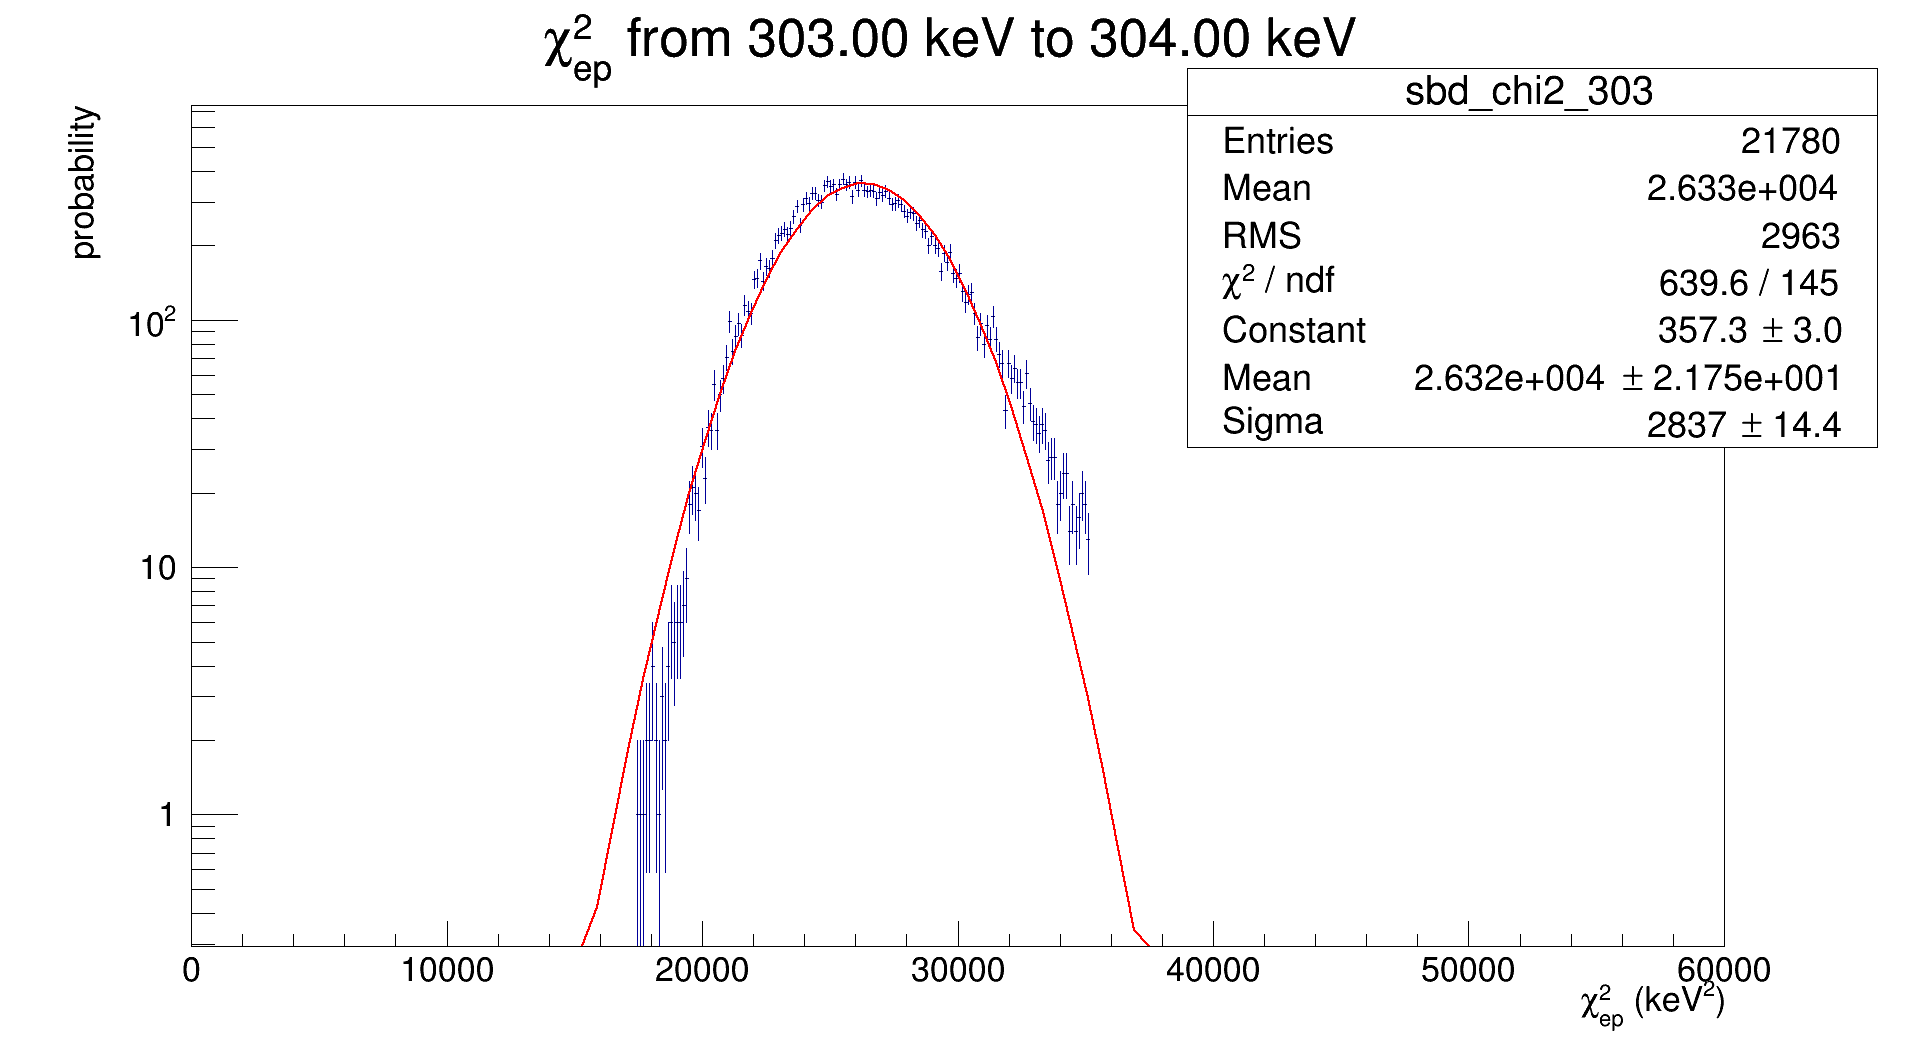 χ²ep from 303.00 keV to 304.00 keV
sbd_chi2_303
Entries 21780
Mean 2.633e+004
RMS 2963
χ² / ndf 639.6 / 145
Constant 357.3 ± 3.0
Mean 2.632e+004 ± 2.175e+001
Sigma 2837 ± 14.4
probability
10²
10
1
0 10000 20000 30000 40000 50000 60000
χ²ep (keV²)